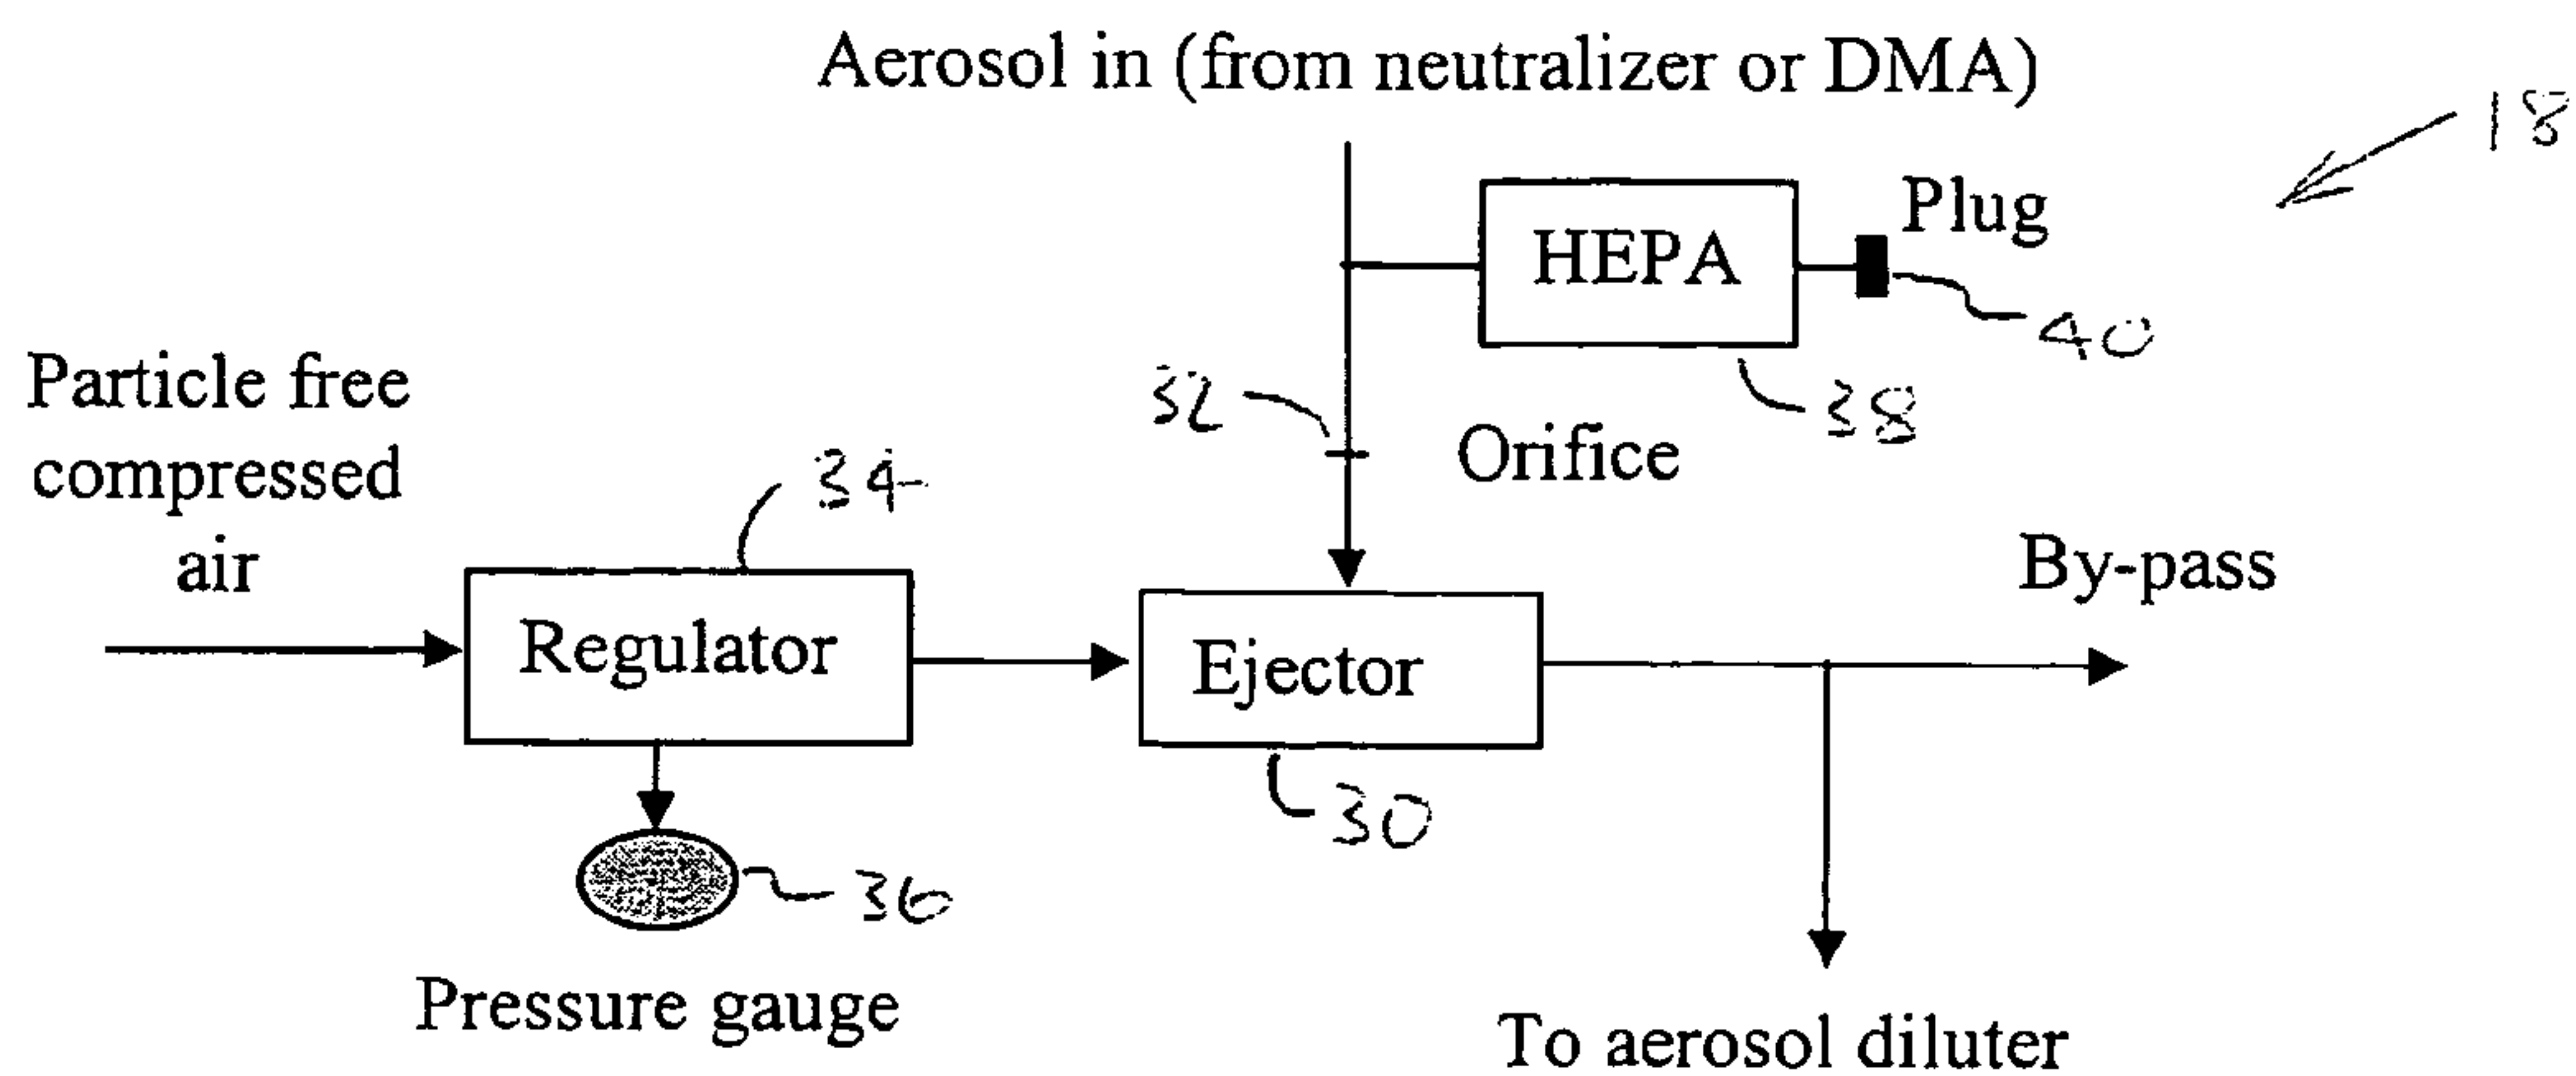 Aerosol in (from neutralizer or DMA)
18
Plug
HEPA
40
Particle free
compressed
air
32
38
Orifice
34
By-pass
Regulator
Ejector
30
36
Pressure gauge
To aerosol diluter